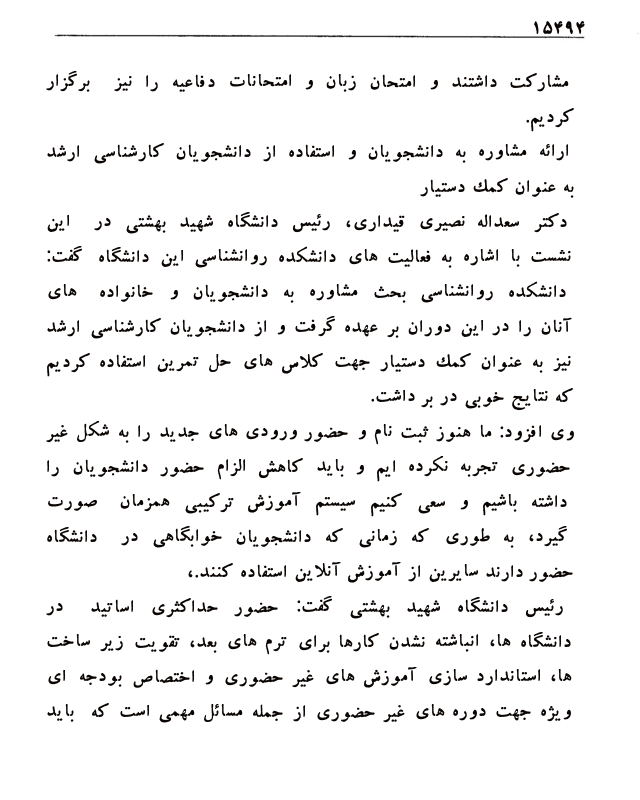 ۱۵۴۹۴
مشارکت داشتند و امتحان زبان و امتحانات دفاعیه را نیز برگزار
کردیم.
ارائه مشاوره به دانشجویان و استفاده از دانشجویان کارشناسی ارشد
به عنوان کمك دستیار
دکتر سعداله نصیری قیداری، رئیس دانشگاه شهید بهشتی در این
نشست با اشاره به فعالیت های دانشکده روانشناسی این دانشگاه گفت:
دانشکده روانشناسی بحث مشاوره به دانشجویان و خانواده های
آنان را در این دوران بر عهده گرفت و از دانشجویان کارشناسی ارشد
نیز به عنوان کمك دستیار جهت کلاس های حل تمرین استفاده کردیم
که نتایج خوبی در بر داشت.
وی افزود: ما هنوز ثبت نام و حضور ورودی های جدید را به شکل غیر
حضوری تجربه نکرده ایم و باید کاهش الزام حضور دانشجویان را
داشته باشیم و سعی کنیم سیستم آموزش ترکیبی همزمان صورت
گیرد، به طوری که زمانی که دانشجویان خوابگاهی در دانشگاه
حضور دارند سایرین از آموزش آنلاین استفاده کنند.،
رئیس دانشگاه شهید بهشتی گفت: حضور حداکثری اساتید در
دانشگاه ها، انباشته نشدن کارها برای ترم های بعد، تقویت زیر ساخت
ها، استاندارد سازی آموزش های غیر حضوری و اختصاص بودجه ای
ویژه جهت دوره های غیر حضوری از جمله مسائل مهمی است که باید